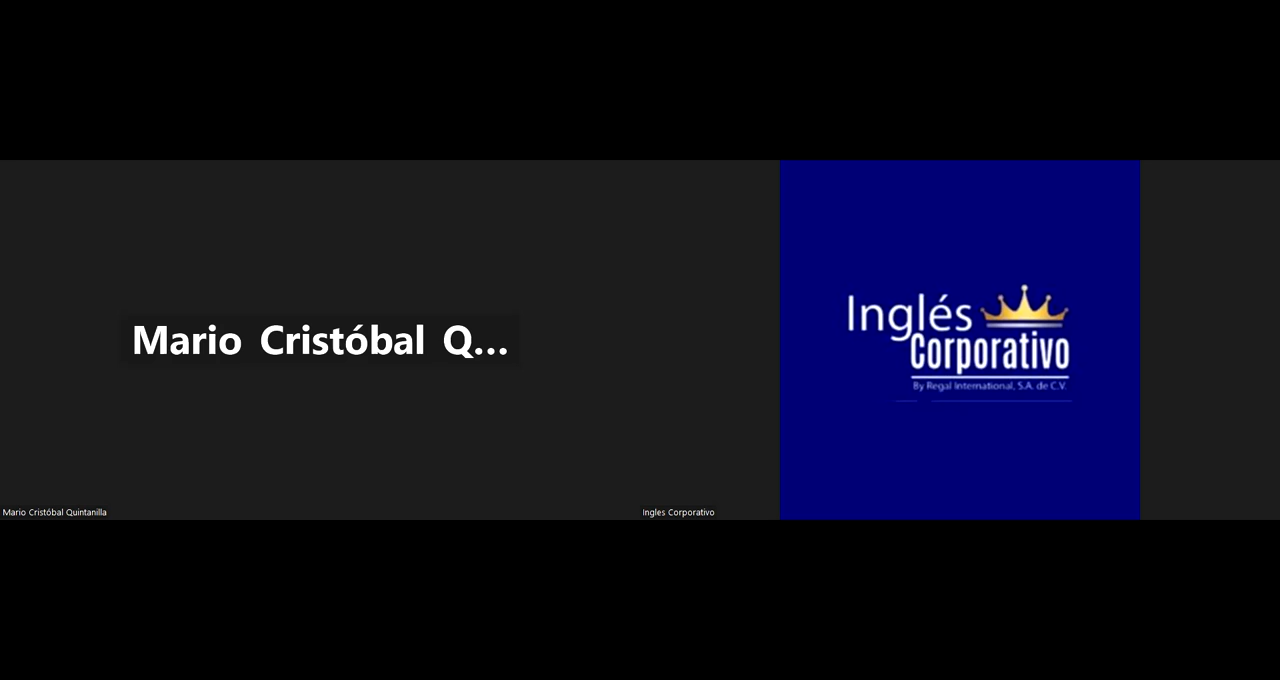 Mario Cristóbal Q...
Mario Cristóbal Quintanilla
Inglés
Corporativo
By Regal International, S.A. de C.V.
Ingles Corporativo